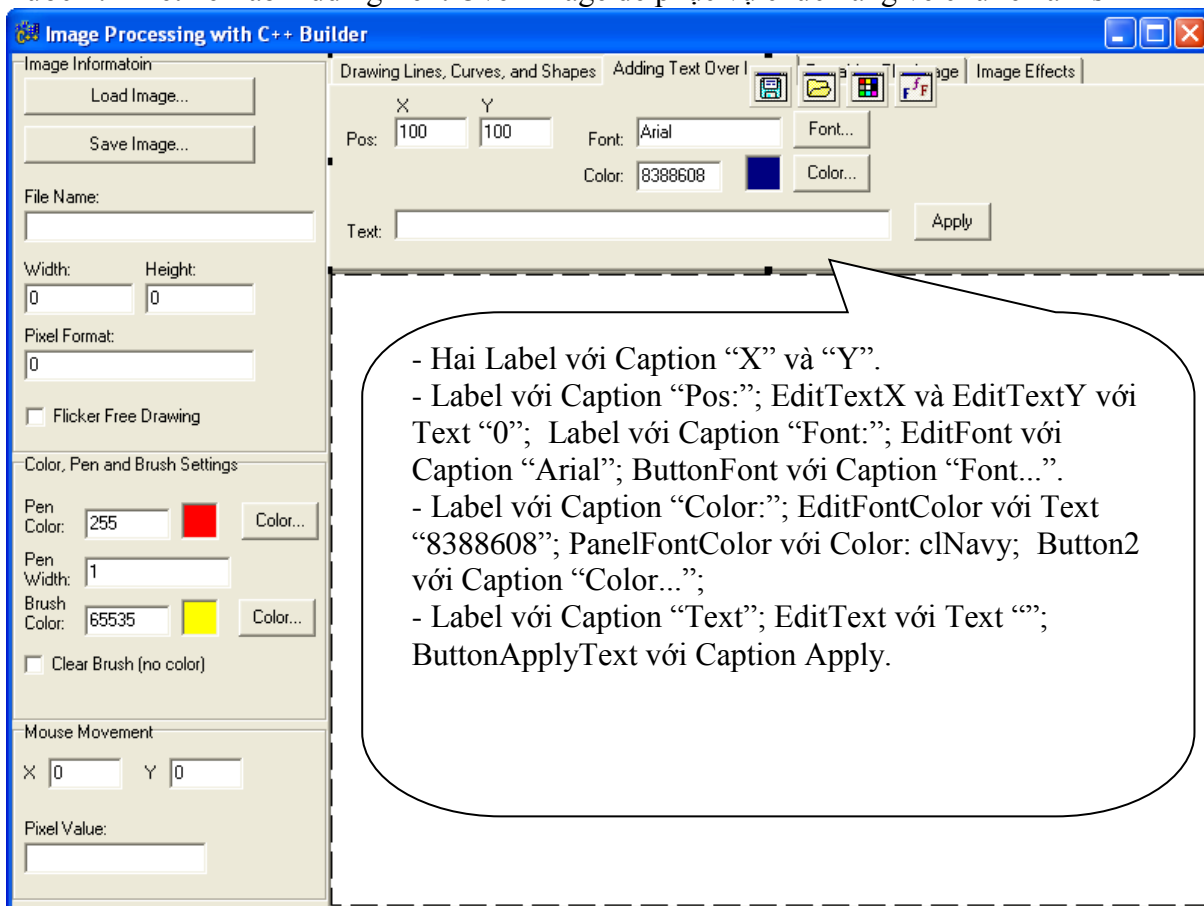 Image Processing with C++ Builder
Image Informatoin
Load Image...
Save Image...
File Name:
Width: Height:
0 0
Pixel Format:
0
Flicker Free Drawing
Color, Pen and Brush Settings
Pen Color: 255 Color...
Pen Width: 1
Brush Color: 65535 Color...
Clear Brush (no color)
Mouse Movement
X 0 Y 0
Pixel Value:
Drawing Lines, Curves, and Shapes Adding Text Over Image Effects
X Y
Pos: 100 100 Font: Arial Font...
Color: 8388608 Color...
Text: Apply
- Hai Label với Caption “X” và “Y”.
- Label với Caption “Pos:”; EditTextX và EditTextY với
Text “0”; Label với Caption “Font:”; EditFont với
Caption “Arial”; ButtonFont với Caption “Font...”.
- Label với Caption “Color:”; EditFontColor với Text
“8388608”; PanelFontColor với Color: clNavy; Button2
với Caption “Color...”;
- Label với Caption “Text”; EditText với Text “”;
ButtonApplyText với Caption Apply.